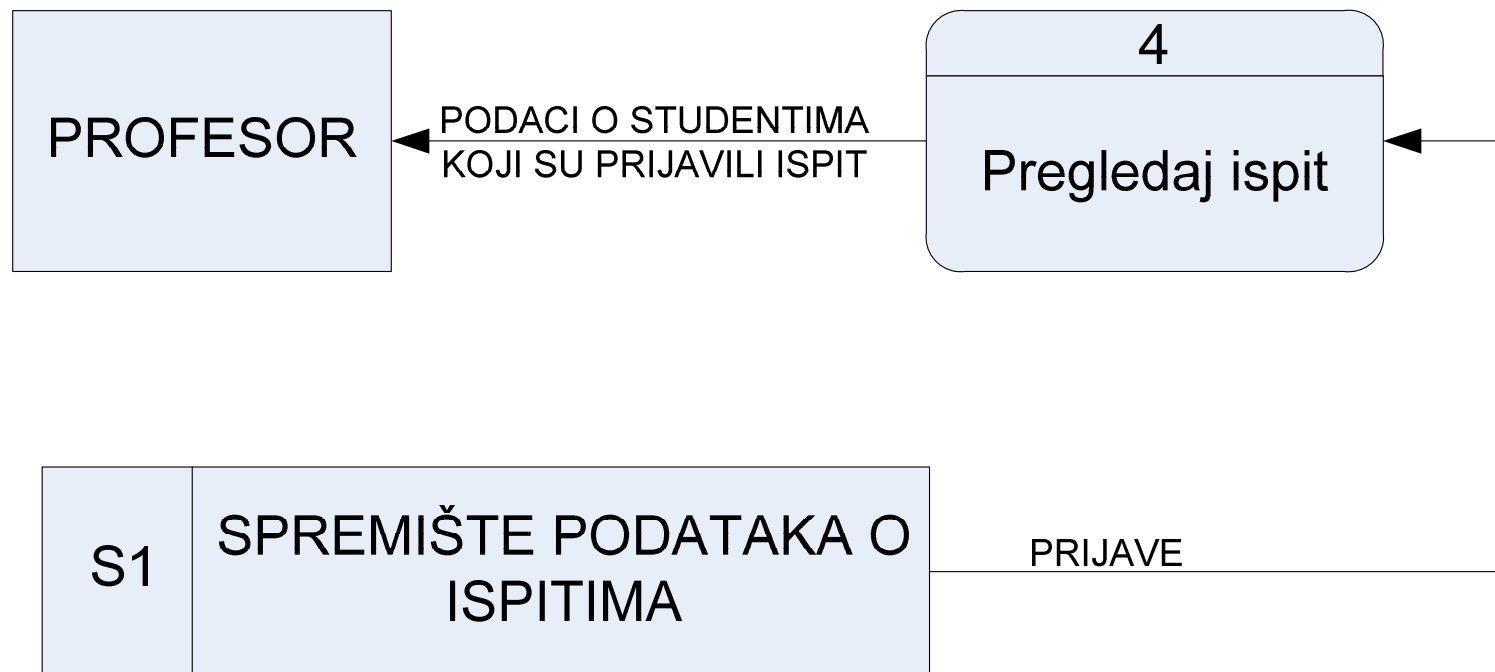 4
PROFESOR
PODACI O STUDENTIMA
KOJI SU PRIJAVILI ISPIT
Pregledaj ispit
S1
SPREMIŠTE PODATAKA O
ISPITIMA
PRIJAVE